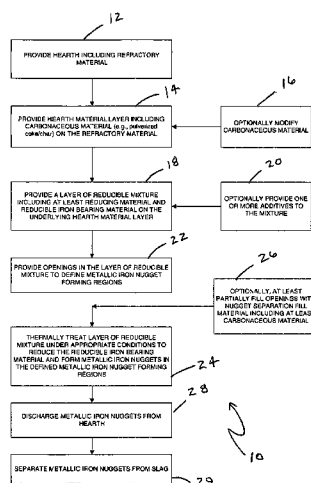 12
PROVIDE HEARTH INCLUDING REFRACTORY
MATERIAL
14
16
PROVIDE HEARTH MATERIAL LAYER INCLUDING
CARBONACEOUS MATERIAL (e.g., pulverized
coke/char) ON THE REFRACTORY MATERIAL
OPTIONALLY MODIFY
CARBONACEOUS MATERIAL
18
20
PROVIDE A LAYER OF REDUCIBLE MIXTURE
INCLUDING AT LEAST REDUCING MATERIAL AND
REDUCIBLE IRON BEARING MATERIAL ON THE
UNDERLYING HEARTH MATERIAL LAYER
OPTIONALLY PROVIDE ONE
OR MORE ADDITIVES TO
THE MIXTURE
22
26
PROVIDE OPENINGS IN THE LAYER OF REDUCIBLE
MIXTURE TO DEFINE METALLIC IRON NUGGET
FORMING REGIONS
OPTIONALLY, AT LEAST
PARTIALLY FILL OPENINGS WITH
NUGGET SEPARATION FILL
MATERIAL INCLUDING AT LEAST
CARBONACEOUS MATERIAL
THERMALLY TREAT LAYER OF REDUCIBLE
MIXTURE UNDER APPROPRIATE CONDITIONS TO
REDUCE THE REDUCIBLE IRON BEARING
MATERIAL AND FORM METALLIC IRON NUGGETS IN
THE DEFINED METALLIC IRON NUGGET FORMING
REGIONS
24
28
DISCHARGE METALLIC IRON NUGGETS FROM
HEARTH
10
SEPARATE METALLIC IRON NUGGETS FROM SLAG